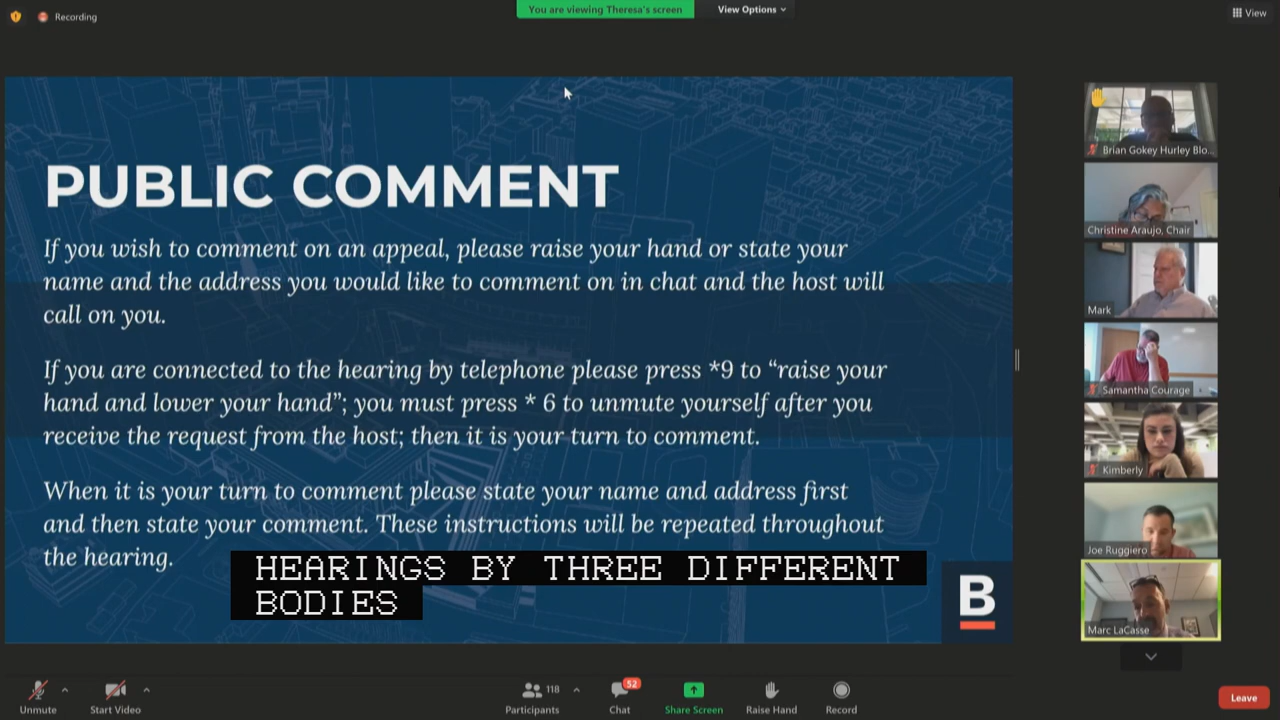 Recording
You are viewing Theresa's screen
View Options
View
PUBLIC COMMENT
If you wish to comment on an appeal, please raise your hand or state your
name and the address you would like to comment on in chat and the host will
call on you.
If you are connected to the hearing by telephone please press *9 to “raise your
hand and lower your hand”; you must press * 6 to unmute yourself after you
receive the request from the host; then it is your turn to comment.
When it is your turn to comment please state your name and address first
and then state your comment. These instructions will be repeated throughout
the hearing.
HEARINGS BY THREE DIFFERENT
BODIES
B
Brian Gokey Hurley Blo...
Christine Araujo, Chair
Mark
Samantha Courage
Kimberly
Joe Ruggiero
Marc LaCasse
Unmute
Start Video
118
Participants
52
Chat
Share Screen
Raise Hand
Record
Leave